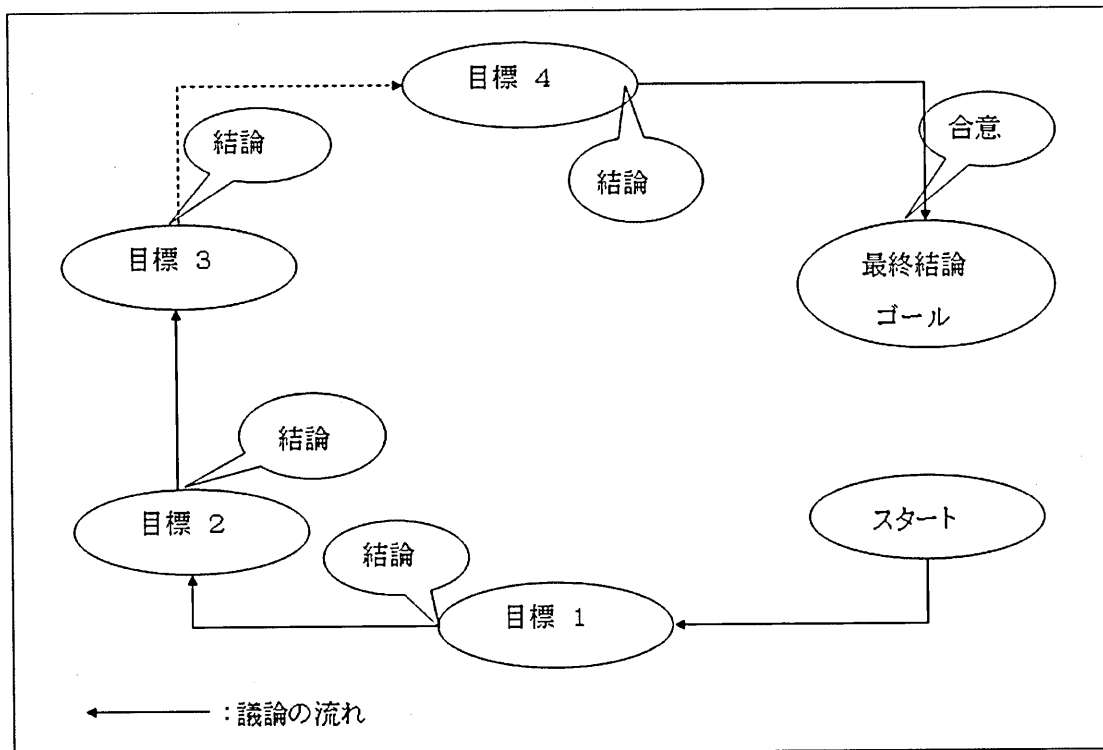 目標 4
結論
合意
結論
目標 3
最終結論
ゴール
結論
目標 2
スタート
結論
目標 1
：議論の流れ